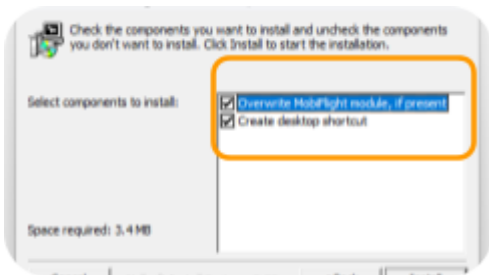 Check the components you want to install and uncheck the components
you don't want to install. Click Install to start the installation.
Select components to install:
Overwrite MobiFlight module, if present
Create desktop shortcut
Space required: 3.4 MB